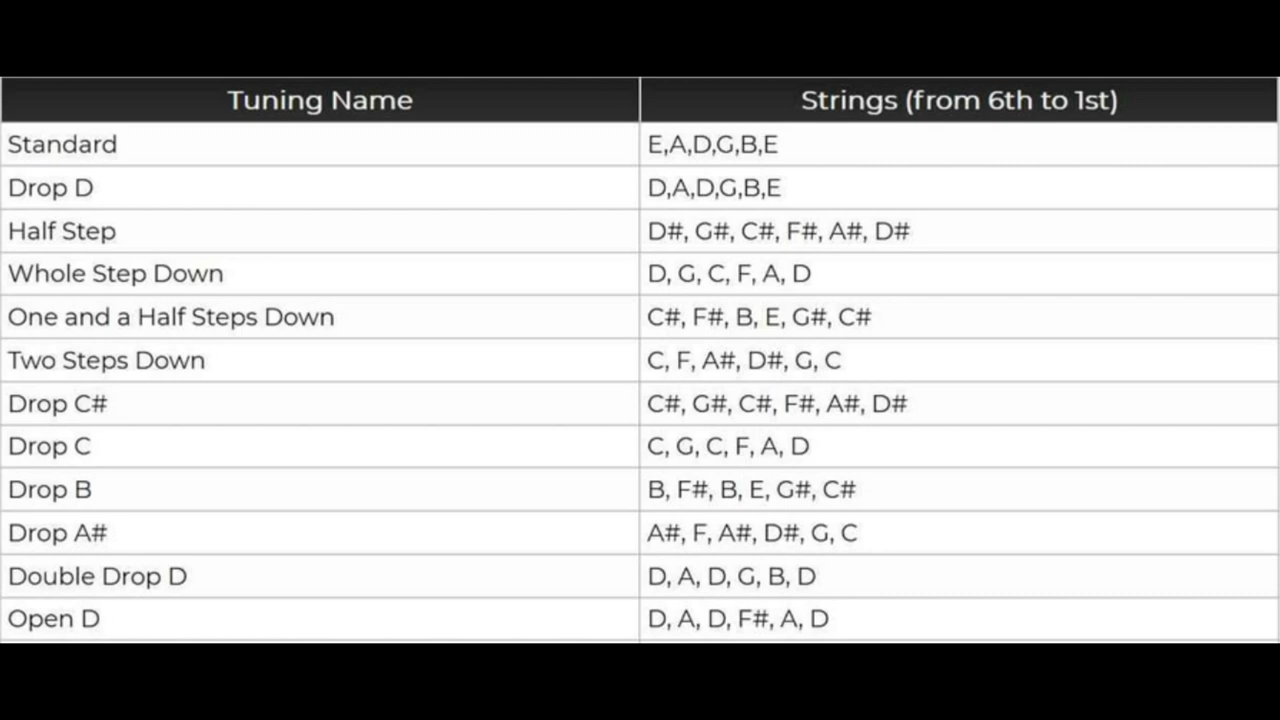 Tuning Name Strings (from 6th to 1st)
Standard E,A,D,G,B,E
Drop D D,A,D,G,B,E
Half Step D#, G#, C#, F#, A#, D#
Whole Step Down D, G, C, F, A, D
One and a Half Steps Down C#, F#, B, E, G#, C#
Two Steps Down C, F, A#, D#, G, C
Drop C# C#, G#, C#, F#, A#, D#
Drop C C, G, C, F, A, D
Drop B B, F#, B, E, G#, C#
Drop A# A#, F, A#, D#, G, C
Double Drop D D, A, D, G, B, D
Open D D, A, D, F#, A, D